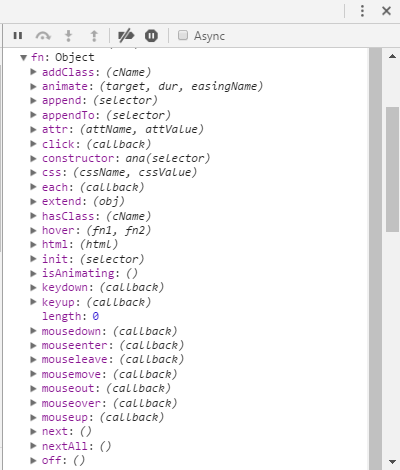 Async
fn: Object
addClass: (cName)
animate: (target, dur, easingName)
append: (selector)
appendTo: (selector)
attr: (attName, attValue)
click: (callback)
constructor: ana(selector)
css: (cssName, cssValue)
each: (callback)
extend: (obj)
hasClass: (cName)
hover: (fn1, fn2)
html: (html)
init: (selector)
isAnimating: ()
keydown: (callback)
keyup: (callback)
length: 0
mousedown: (callback)
mouseenter: (callback)
mouseleave: (callback)
mousemove: (callback)
mouseout: (callback)
mouseover: (callback)
mouseup: (callback)
next: ()
nextAll: ()
off: ()